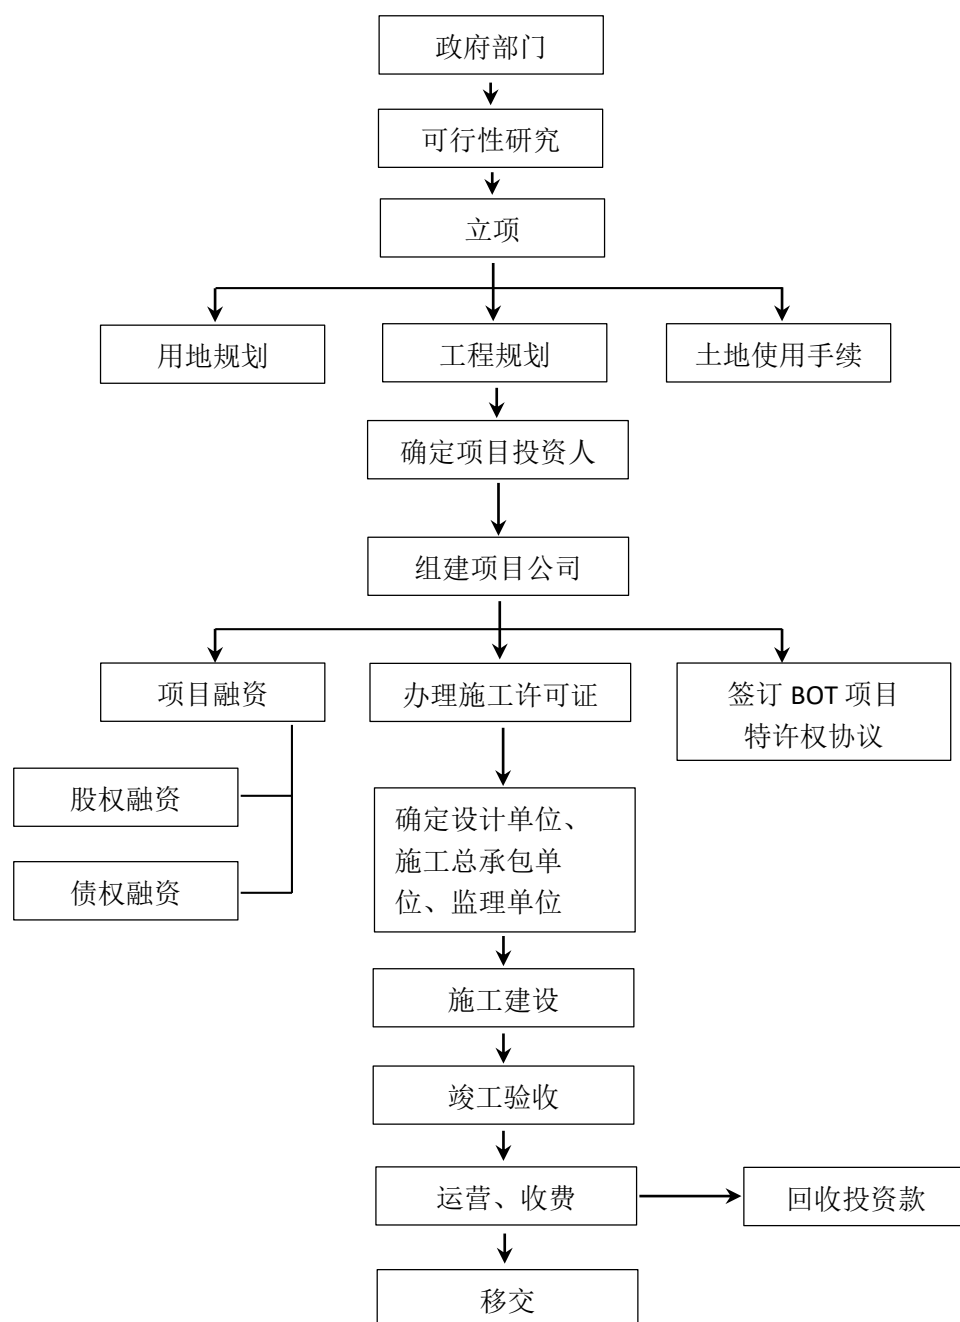 政府部门
可行性研究
立项
用地规划
工程规划
土地使用手续
确定项目投资人
组建项目公司
项目融资
办理施工许可证
签订 BOT 项目
特许权协议
股权融资
债权融资
确定设计单位、
施工总承包单
位、监理单位
施工建设
竣工验收
运营、收费
回收投资款
移交